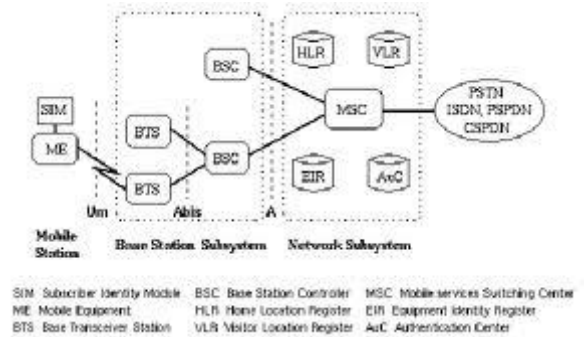 HLR
VLR
BSC
PSTN
ISDN, PSPDN
CSPDN
MSC
SIM
BTS
ME
BSC
EIR
AuC
BTS
Um
Abis
A
Mobile
Station
Base Station Subsystem
Network Subsystem
SIM Subscriber Identity Module BSC Base Station Controller MSC Mobile services Switching Center
ME Mobile Equipment HLR Home Location Register EIR Equipment Identity Register
BTS Base Transceiver Station VLR Visitor Location Register AuC Authentication Center